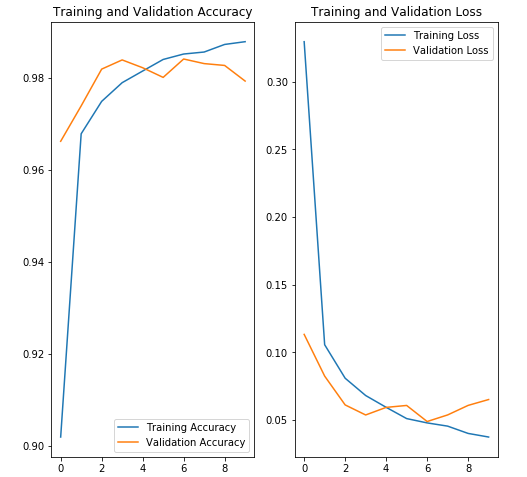 Training and Validation Accuracy
0.98
0.96
0.94
0.92
0.90
0 2 4 6 8
Training Accuracy
Validation Accuracy
Training and Validation Loss
0.30
0.25
0.20
0.15
0.10
0.05
0 2 4 6 8
Training Loss
Validation Loss